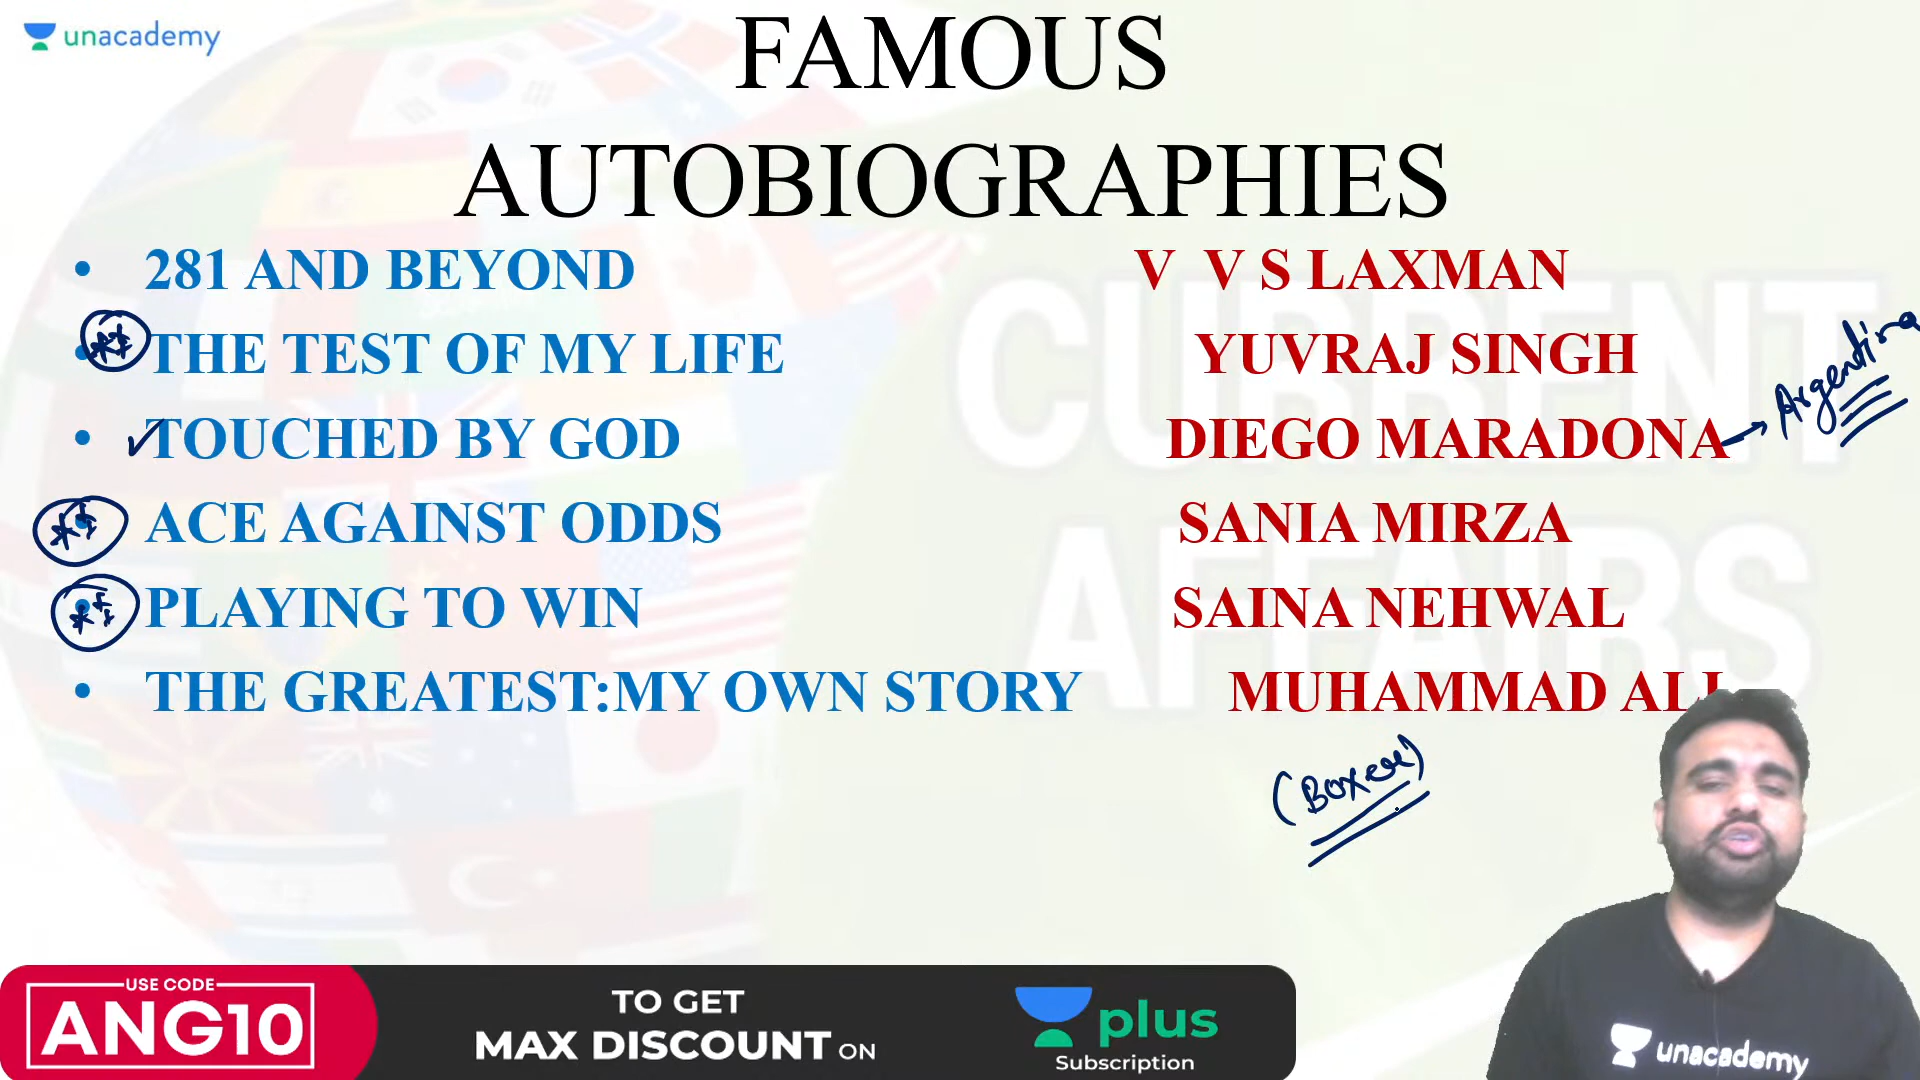 unacademy
FAMOUS
AUTOBIOGRAPHIES
• 281 AND BEYOND V V S LAXMAN
• THE TEST OF MY LIFE YUVRAJ SINGH
• TOUCHED BY GOD DIEGO MARADONA → Argentina
• ACE AGAINST ODDS SANIA MIRZA
• PLAYING TO WIN SAINA NEHWAL
• THE GREATEST:MY OWN STORY MUHAMMAD ALI
(Boxer)
CURRENT
AFFAIRS
USE CODE
ANG10
TO GET
MAX DISCOUNT ON
plus
Subscription
unacademy